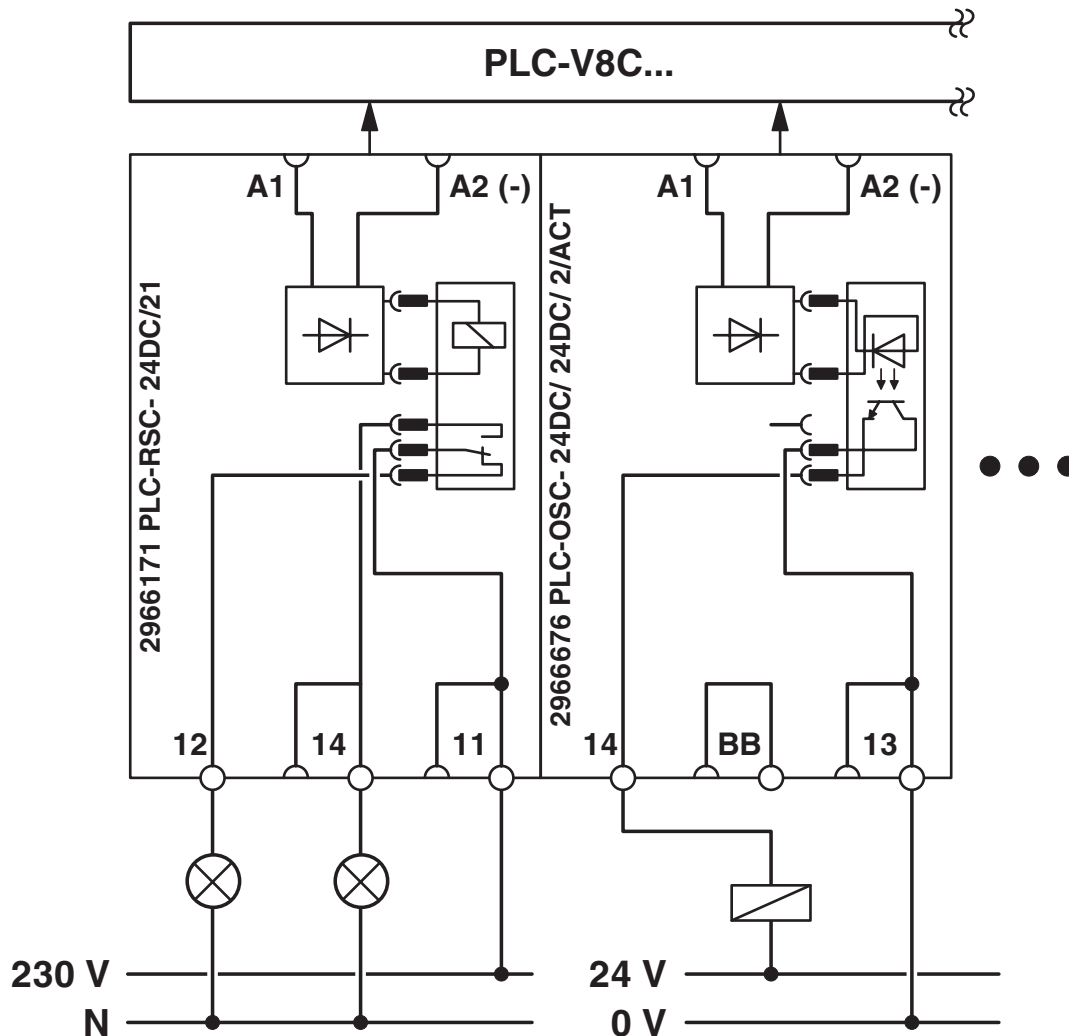 PLC-V8C...
A1
A2 (-)
A1
A2 (-)
2966171 PLC-RSC- 24DC/21
2966676 PLC-OSC- 24DC/ 24DC/ 2/ACT
12
14
11
14
BB
13
230 V
24 V
N
0 V